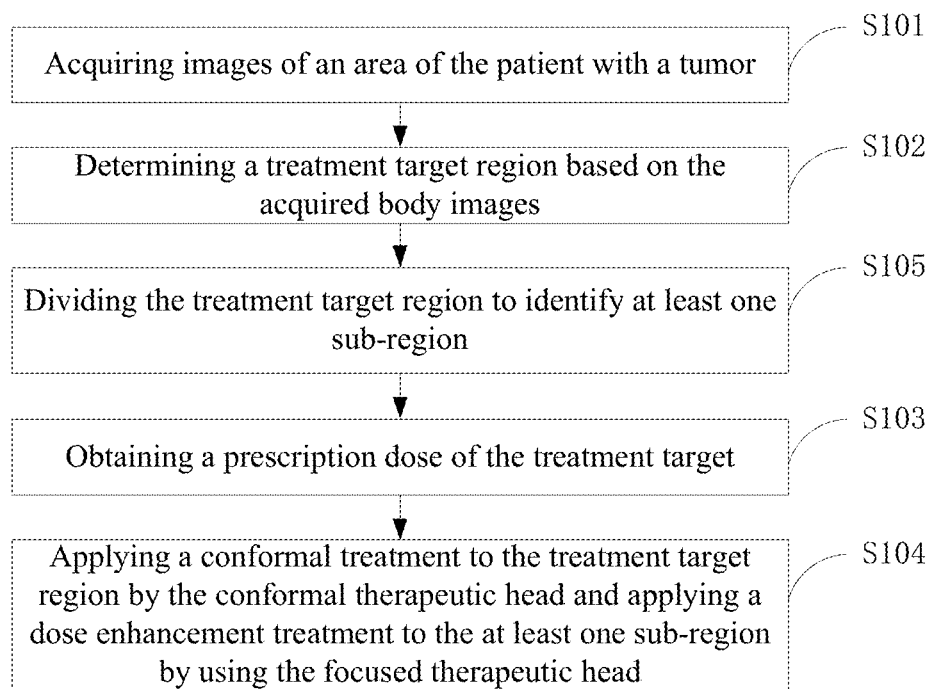 S101
Acquiring images of an area of the patient with a tumor
S102
Determining a treatment target region based on the
acquired body images
S105
Dividing the treatment target region to identify at least one
sub-region
S103
Obtaining a prescription dose of the treatment target
S104
Applying a conformal treatment to the treatment target
region by the conformal therapeutic head and applying a
dose enhancement treatment to the at least one sub-region
by using the focused therapeutic head